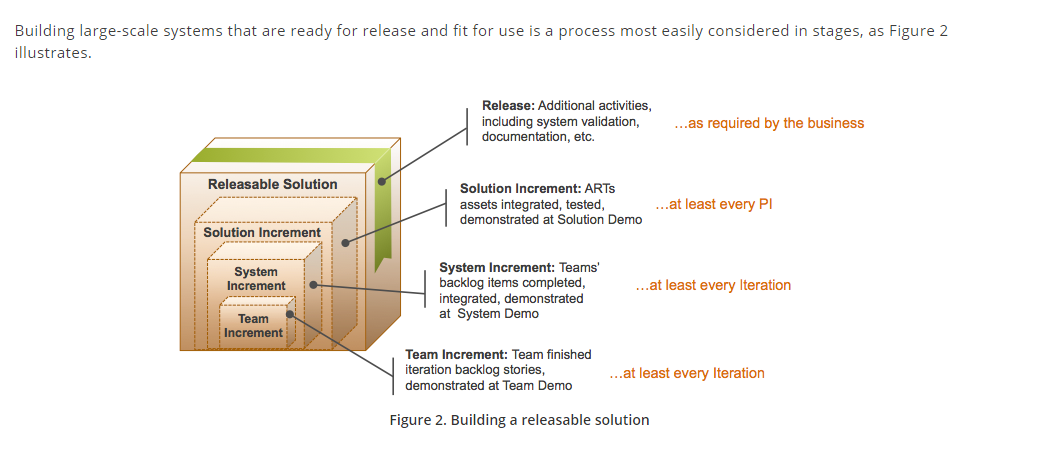 Building large-scale systems that are ready for release and fit for use is a process most easily considered in stages, as Figure 2
illustrates.
Release: Additional activities,
including system validation,
documentation, etc.
...as required by the business
Releasable Solution
Solution Increment: ARTs
assets integrated, tested,
demonstrated at Solution Demo
...at least every PI
Solution Increment
System Increment: Teams'
backlog items completed,
integrated, demonstrated
at System Demo
...at least every Iteration
System
Increment
Team
Increment
Team Increment: Team finished
iteration backlog stories,
demonstrated at Team Demo
...at least every Iteration
Figure 2. Building a releasable solution